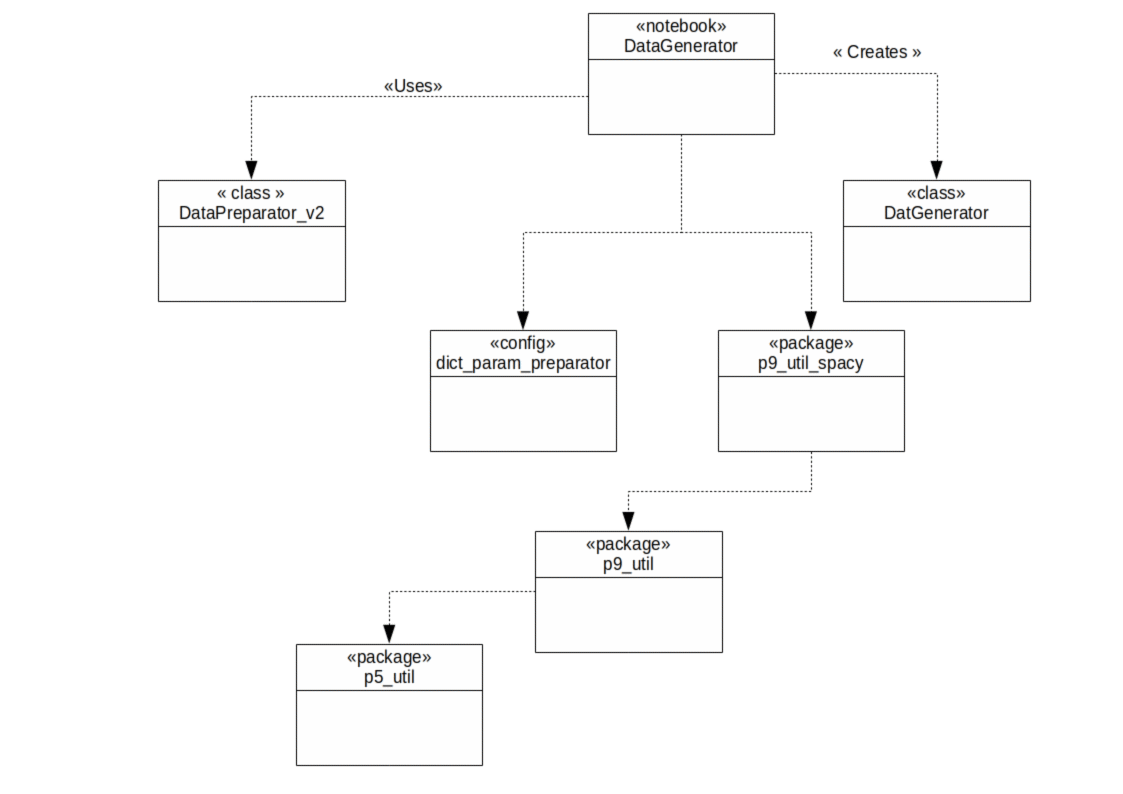 «notebook»
DataGenerator
« Creates »
«Uses»
« class »
DataPreparator_v2
«class»
DatGenerator
«config»
dict_param_preparator
«package»
p9_util_spacy
«package»
p9_util
«package»
p5_util